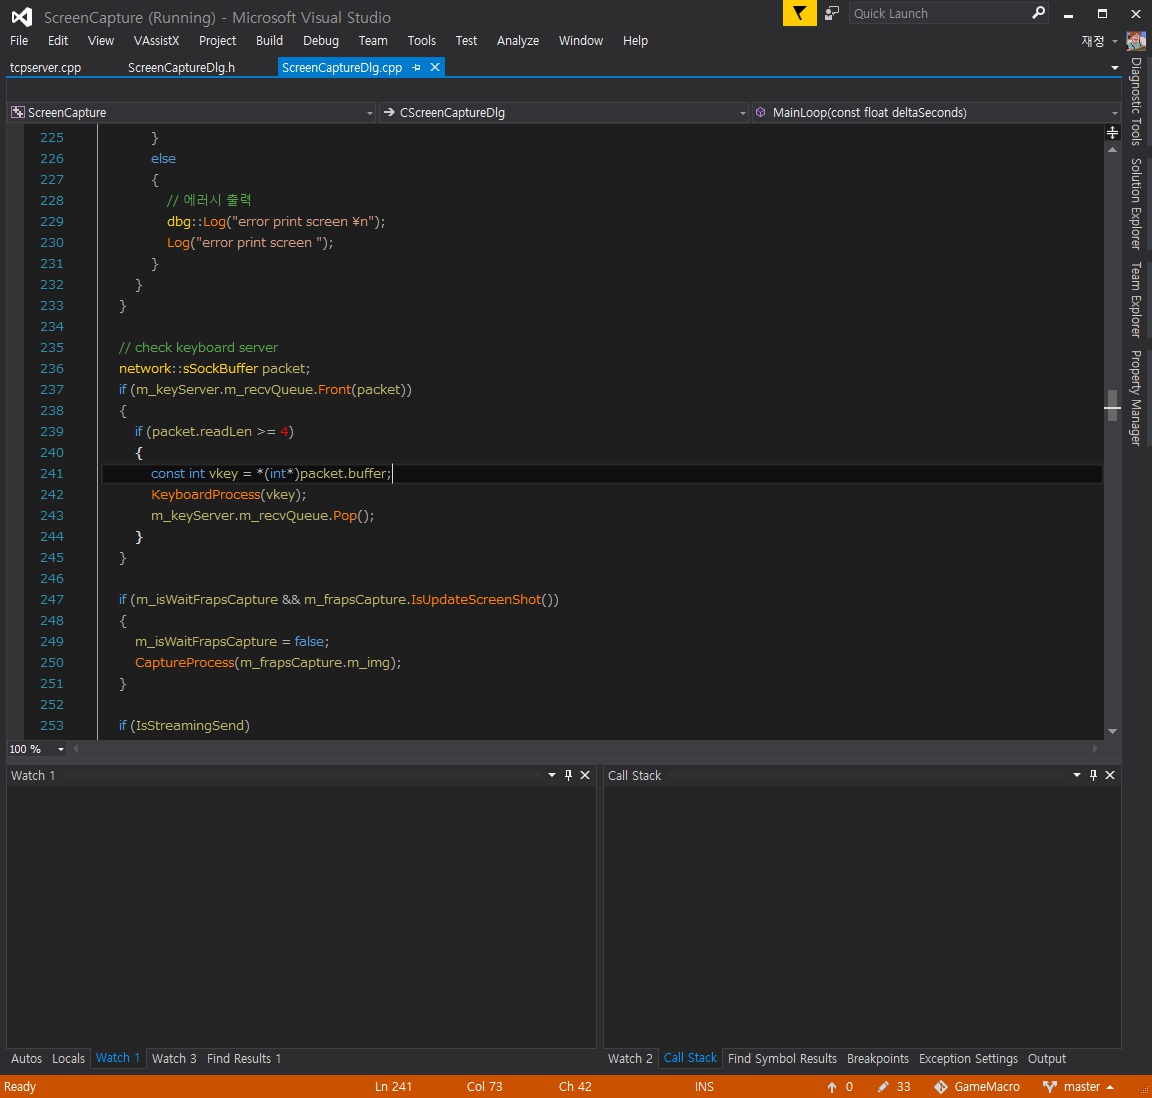 ScreenCapture (Running) - Microsoft Visual Studio
Quick Launch
File Edit View VAssistX Project Build Debug Team Tools Test Analyze Window Help
재정
tcpserver.cpp ScreenCaptureDlg.h ScreenCaptureDlg.cpp
ScreenCapture CScreenCaptureDlg MainLoop(const float deltaSeconds)
225 }
226 else
227 {
228 // 에러시 출력
229 dbg::Log("error print screen ¥n");
230 Log("error print screen ");
231 }
232 }
233 }
234
235 // check keyboard server
236 network::sSockBuffer packet;
237 if (m_keyServer.m_recvQueue.Front(packet))
238 {
239 if (packet.readLen >= 4)
240 {
241 const int vkey = *(int*)packet.buffer;
242 KeyboardProcess(vkey);
243 m_keyServer.m_recvQueue.Pop();
244 }
245 }
246
247 if (m_isWaitFrapsCapture && m_frapsCapture.IsUpdateScreenShot())
248 {
249 m_isWaitFrapsCapture = false;
250 CaptureProcess(m_frapsCapture.m_img);
251 }
252
253 if (IsStreamingSend)
100 %
Diagnostic Tools
Solution Explorer
Team Explorer
Property Manager
Watch 1
Call Stack
Autos Locals Watch 1 Watch 3 Find Results 1
Watch 2 Call Stack Find Symbol Results Breakpoints Exception Settings Output
Ready Ln 241 Col 73 Ch 42 INS 0 33 GameMacro master